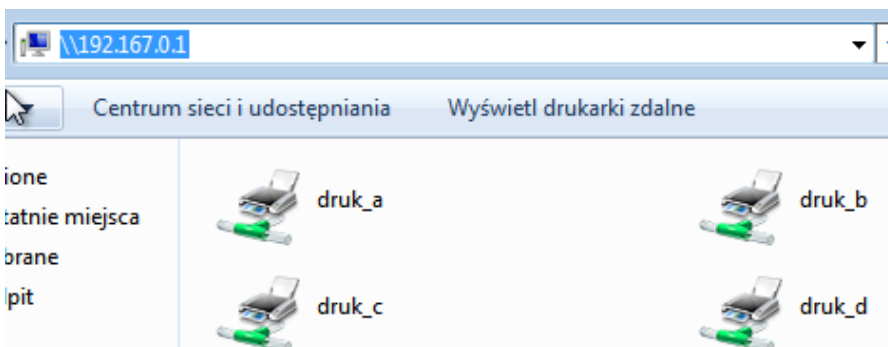 \\192.167.0.1
Centrum sieci i udostępniania Wyświetl drukarki zdalne
ione
tatnie miejsca
brane
lpit
druk_a druk_b
druk_c druk_d